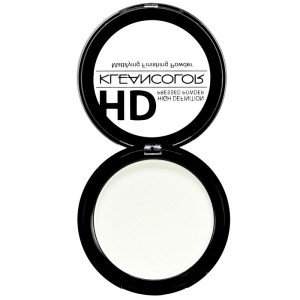 Mattifying Finishing Powder
KLEANCOLOR
HD
PRESSED POWDER
HIGH DEFINITION